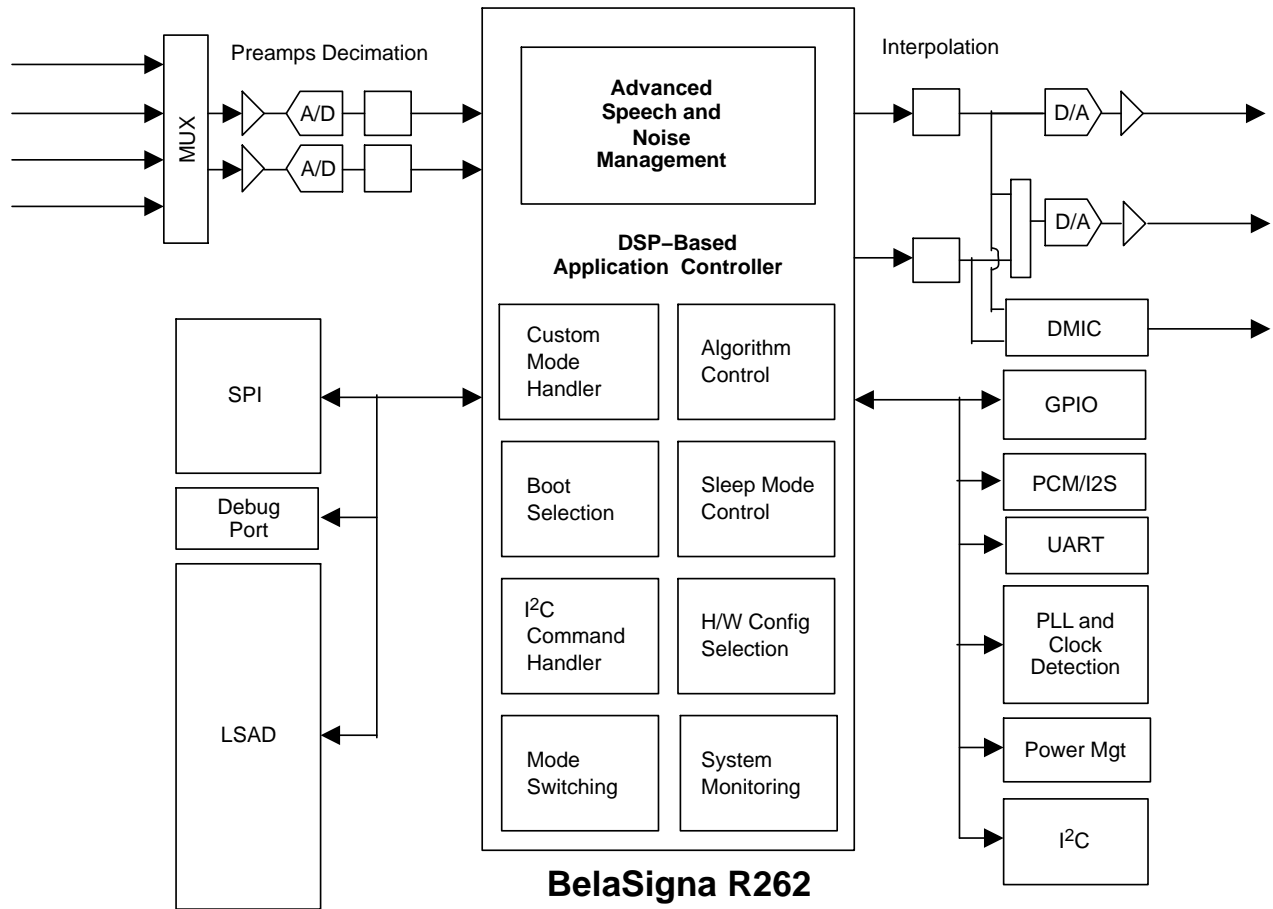 Preamps Decimation
Interpolation
MUX
A/D
A/D
Advanced
Speech and
Noise
Management
D/A
D/A
DMIC
DSP–Based
Application Controller
SPI
Debug
Port
LSAD
Custom
Mode
Handler
Algorithm
Control
Boot
Selection
Sleep Mode
Control
I²C
Command
Handler
H/W Config
Selection
Mode
Switching
System
Monitoring
GPIO
PCM/I2S
UART
PLL and
Clock
Detection
Power Mgt
I²C
BelaSigna R262